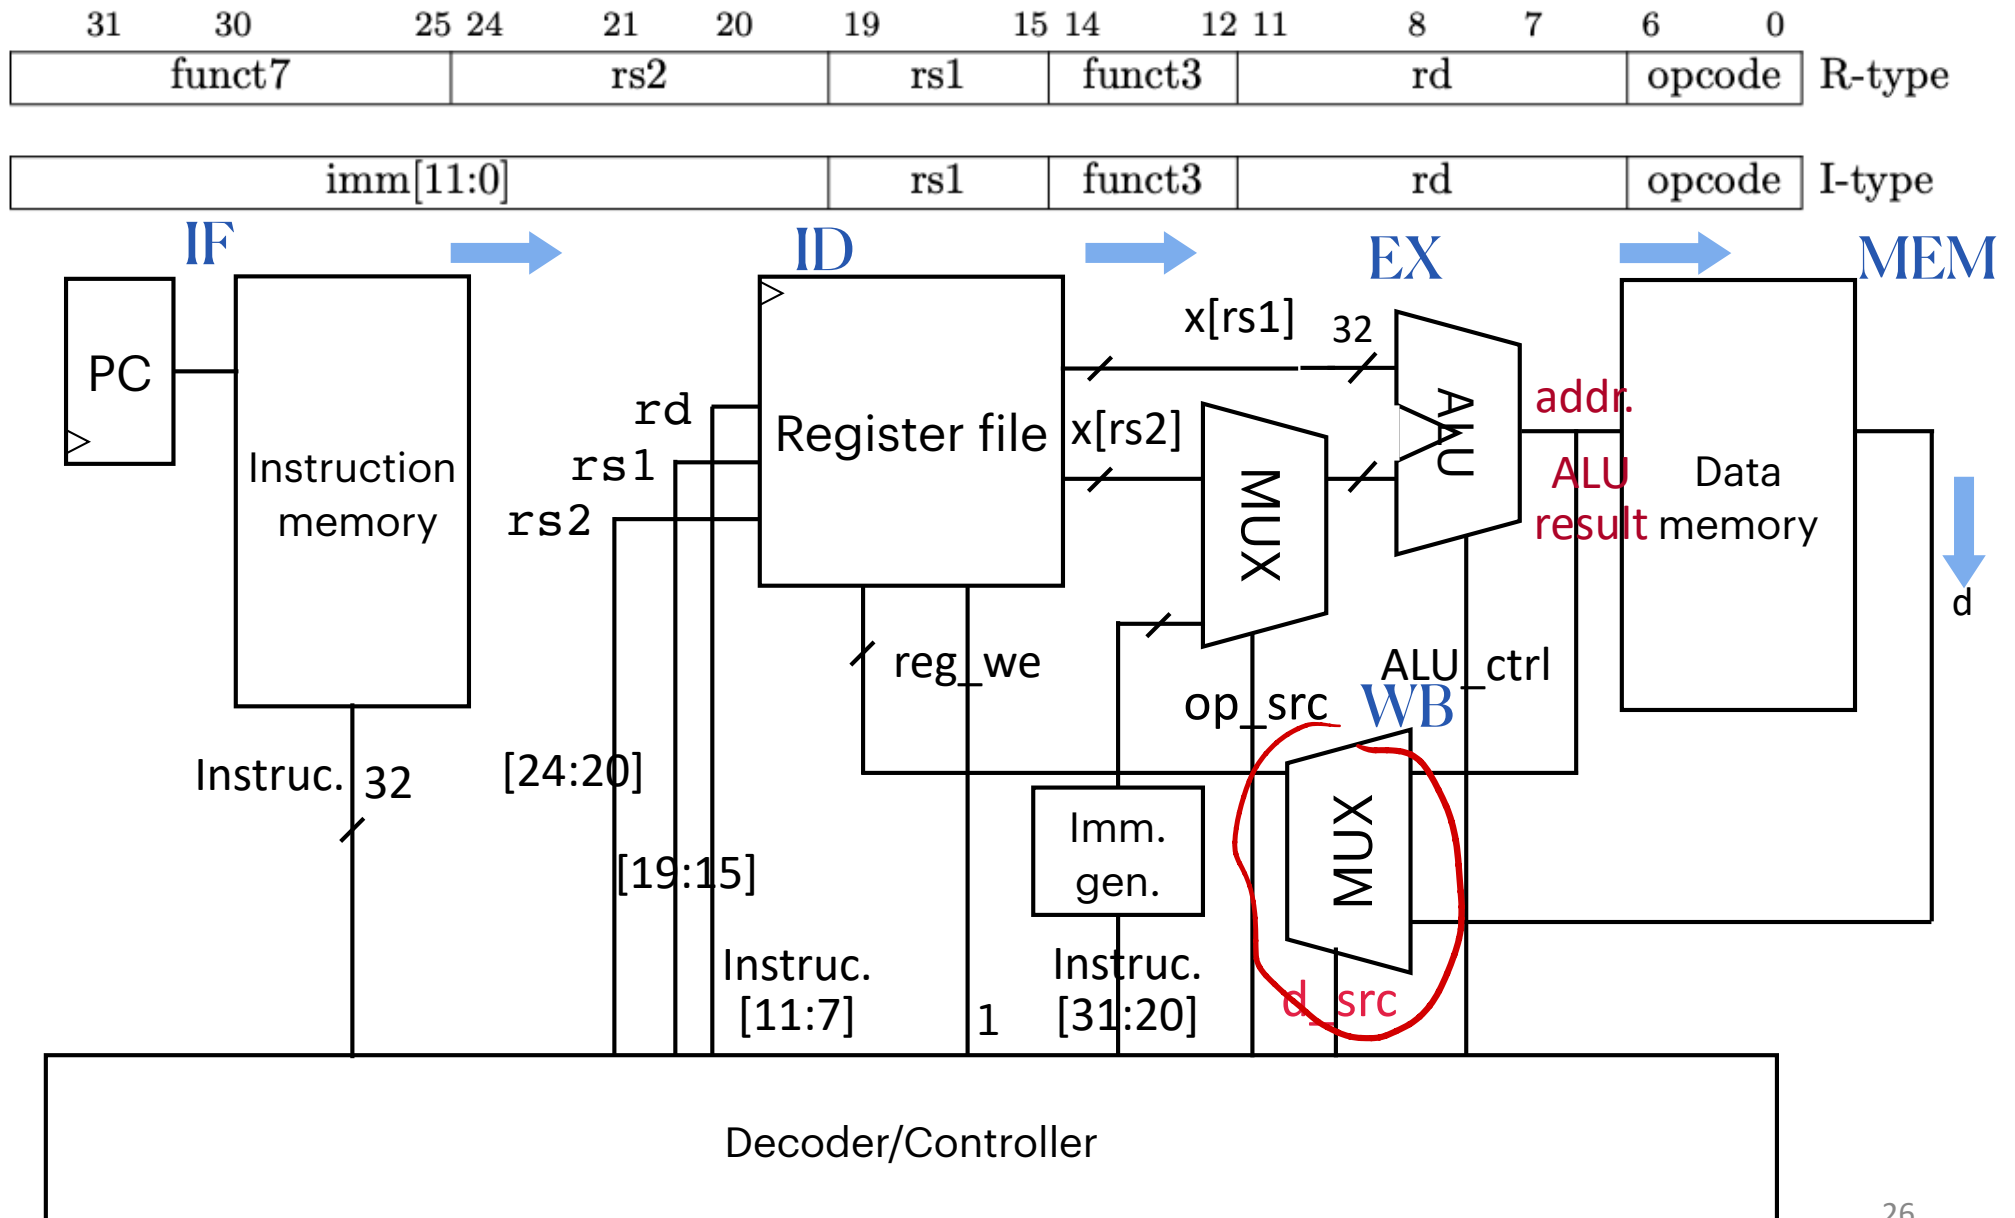 31 30 25 24 21 20 19 15 14 12 11 8 7 6 0
funct7 rs2 rs1 funct3 rd opcode R-type
imm[11:0] rs1 funct3 rd opcode I-type
IF ID EX MEM
PC
Instruction
memory
rd
rs1
rs2
Register file
x[rs1] 32
x[rs2]
MUX
ALU
addr.
ALU
result
Data
memory
d
reg_we
op_src
ALU_ctrl
WB
Instruc. 32
[24:20]
[19:15]
Instruc.
[11:7]
1
Imm.
gen.
Instruc.
[31:20]
MUX
d_src
Decoder/Controller
26